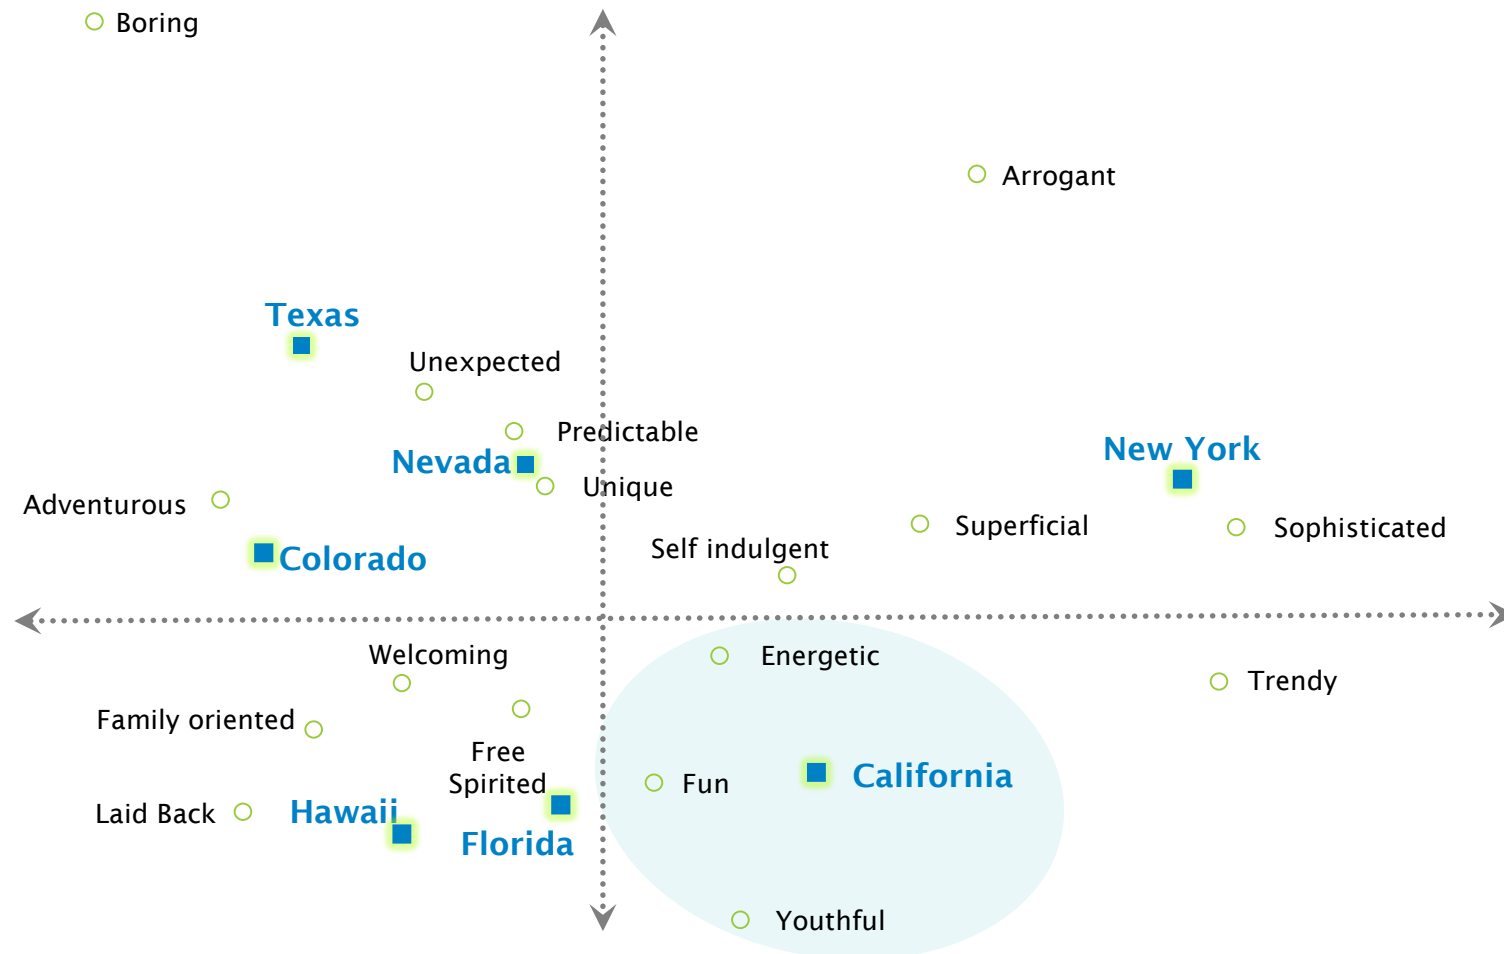 Boring
Arrogant
Texas
Unexpected
Predictable
Nevada
New York
Unique
Adventurous
Superficial
Sophisticated
Self indulgent
Colorado
Welcoming
Energetic
Trendy
Family oriented
Free
Spirited
Fun
California
Laid Back
Hawaii
Florida
Youthful